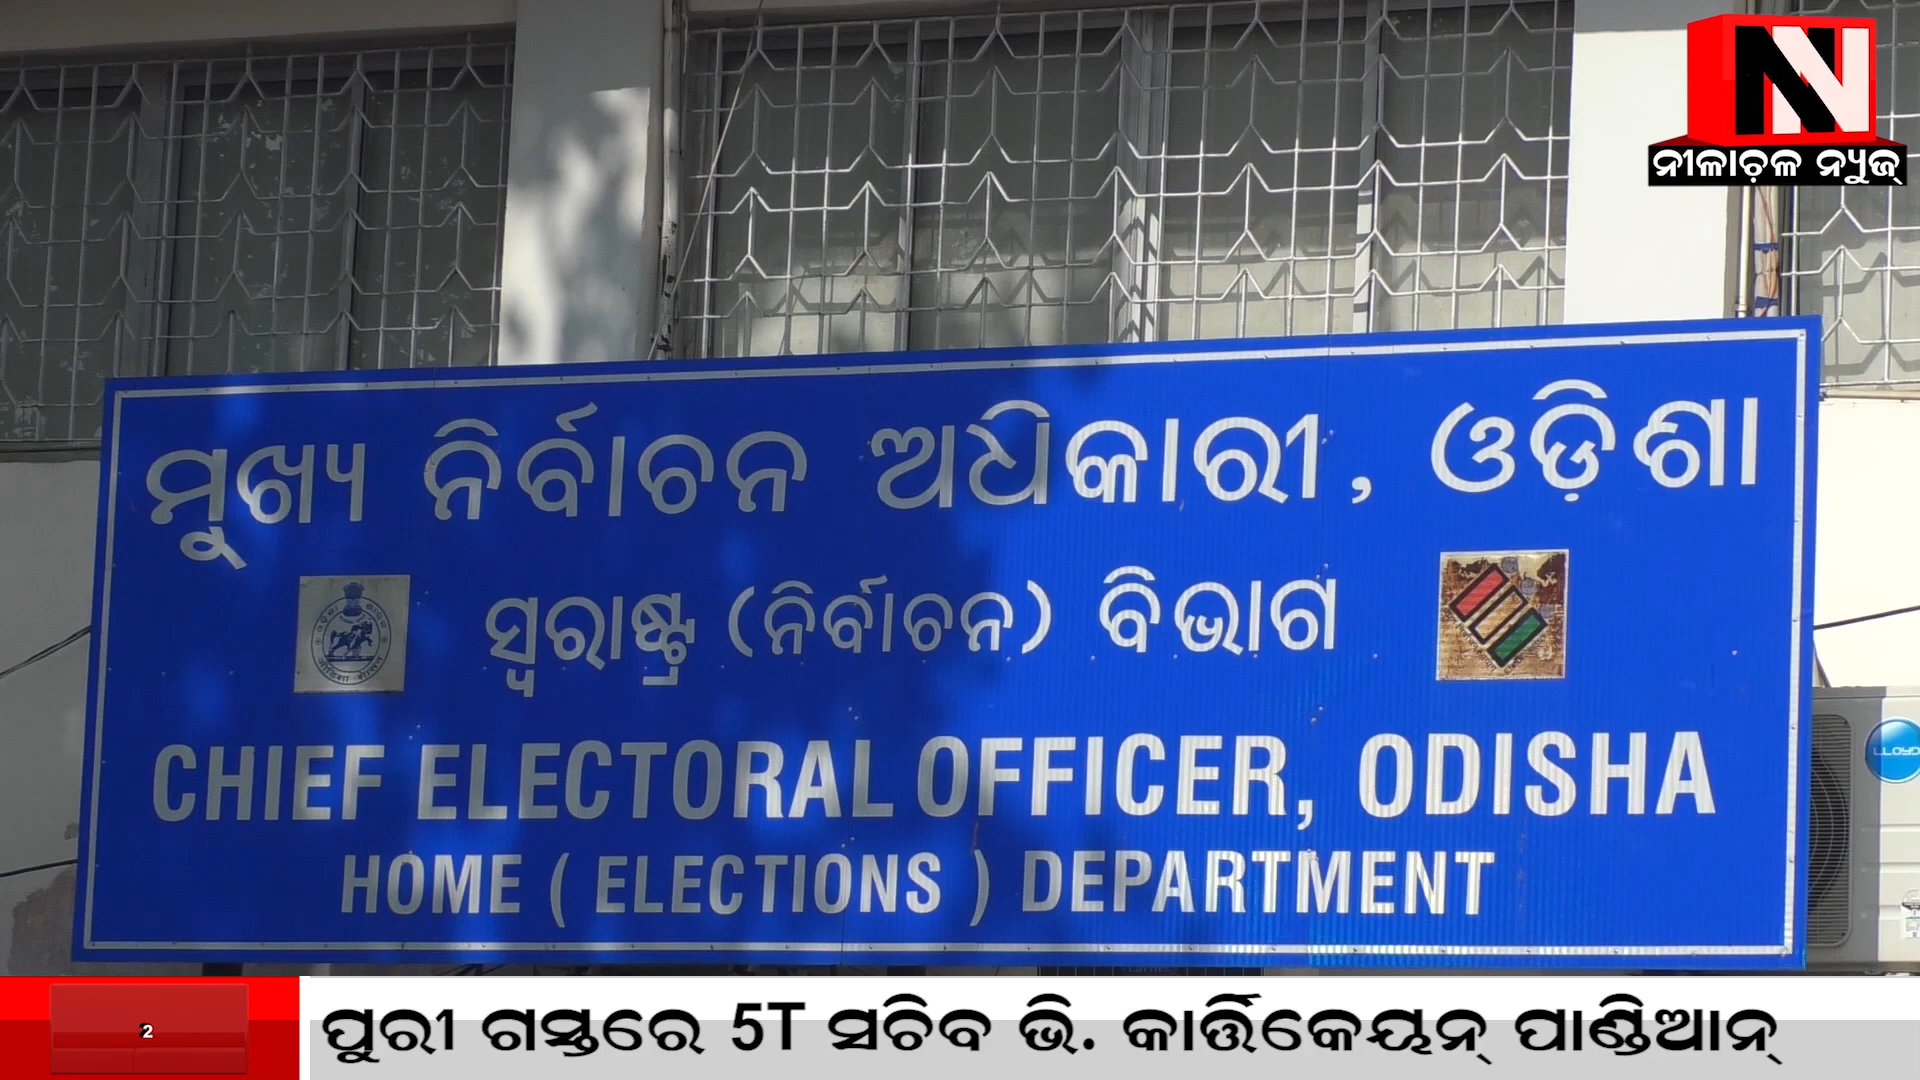 ନୀଳାଚ଼ଳ ନ୍ୟୁଜ୍
ମୁଖ୍ୟ ନିର୍ବାଚନ ଅଧିକାରୀ, ଓଡ଼ିଶା
ସ୍ୱରାଷ୍ଟ୍ର (ନିର୍ବାଚନ) ବିଭାଗ
CHIEF ELECTORAL OFFICER, ODISHA
HOME ( ELECTIONS ) DEPARTMENT
LLOYD
2
ପୁରୀ ଗସ୍ତରେ 5T ସଚିବ ଭି. କାର୍ତ୍ତିକେୟନ୍ ପାଣ୍ଡିଆନ୍